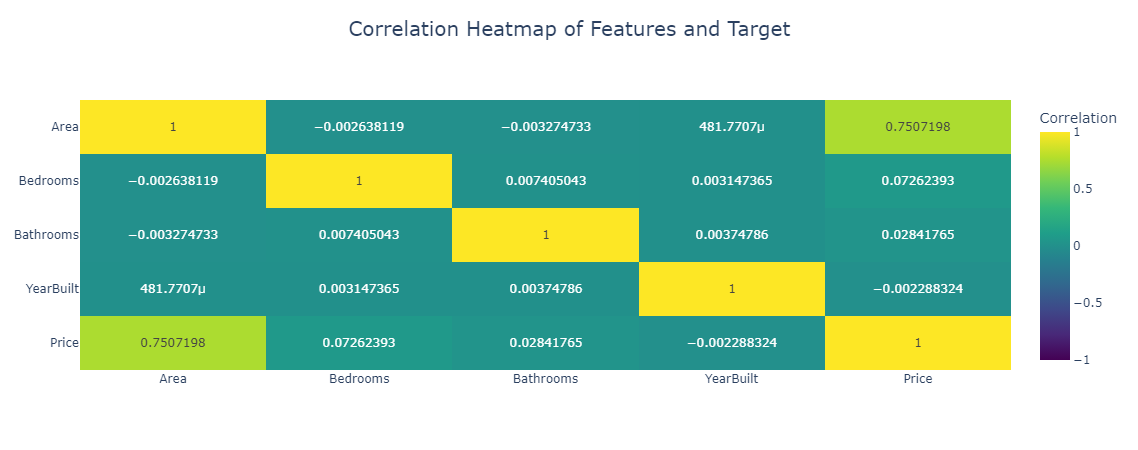 Correlation Heatmap of Features and Target
Correlation
Area 1 −0.002638119 −0.003274733 481.7707μ 0.7507198
Bedrooms −0.002638119 1 0.007405043 0.003147365 0.07262393
Bathrooms −0.003274733 0.007405043 1 0.00374786 0.02841765
YearBuilt 481.7707μ 0.003147365 0.00374786 1 −0.002288324
Price 0.7507198 0.07262393 0.02841765 −0.002288324 1
Area Bedrooms Bathrooms YearBuilt Price
1
0.5
0
−0.5
−1